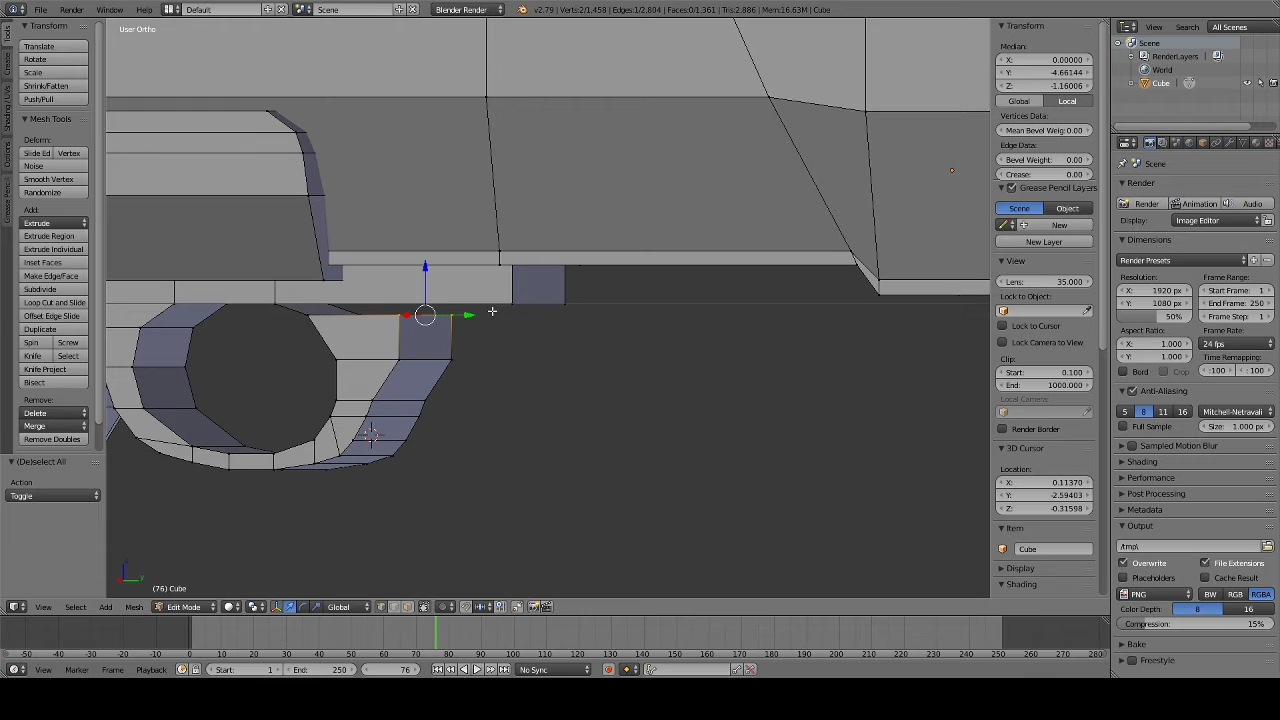 File Render Window Help Default Scene Blender Render v2.79 | Verts:2/1,458 | Edges:1/2,804 | Faces:0/1,361 | Tris:2,886 | Mem:16.63M | Cube
View Search All Scenes
Scene
RenderLayers
World
Cube
Tools
Create
Shading / UVs
Options
Grease Pencil
Transform
Translate
Rotate
Scale
Shrink/Fatten
Push/Pull
Mesh Tools
Deform:
Slide Ed Vertex
Noise
Smooth Vertex
Randomize
Add:
Extrude
Extrude Region
Extrude Individual
Inset Faces
Make Edge/Face
Subdivide
Loop Cut and Slide
Offset Edge Slide
Duplicate
Spin Screw
Knife Select
Knife Project
Bisect
Remove:
Delete
Merge
Remove Doubles
(De)select All
Action
Toggle
User Ortho
(76) Cube
Transform
Median:
X: 0.00000
Y: -4.66144
Z: -1.16006
Global Local
Vertices Data:
Mean Bevel Weig: 0.00
Edge Data:
Bevel Weight: 0.00
Crease: 0.00
Grease Pencil Layers
Scene Object
New
New Layer
View
Lens: 35.000
Lock to Object:
Lock to Cursor
Lock Camera to View
Clip:
Start: 0.100
End: 1000.000
Local Camera:
Render Border
3D Cursor
Location:
X: 0.11370
Y: -2.59403
Z: -0.31598
Item
Cube
Display
Shading
Scene
Render
Render Animation Audio
Display: Image Editor
Dimensions
Render Presets
Resolution: Frame Range:
X: 1920 px Start Frame: 1
Y: 1080 px End Frame: 250
50% Frame Step: 1
Aspect Ratio: Frame Rate:
X: 1.000 24 fps
Y: 1.000 Time Remapping:
Bord Crop :100 :100
Anti-Aliasing
5 8 11 16 Mitchell-Netravali
Full Sample Size: 1.000 px
Sampled Motion Blur
Shading
Performance
Post Processing
Metadata
Output
/tmp\
Overwrite File Extensions
Placeholders Cache Result
PNG BW RGB RGBA
Color Depth: 8 16
Compression: 15%
Bake
Freestyle
View Select Add Mesh Edit Mode Global
-50 -40 -30 -20 -10 0 10 20 30 40 50 60 70 80 90 100 110 120 130 140 150 160 170 180 190 200 210 220 230 240 250 260 270 280
View Marker Frame Playback Start: 1 End: 250 76 No Sync